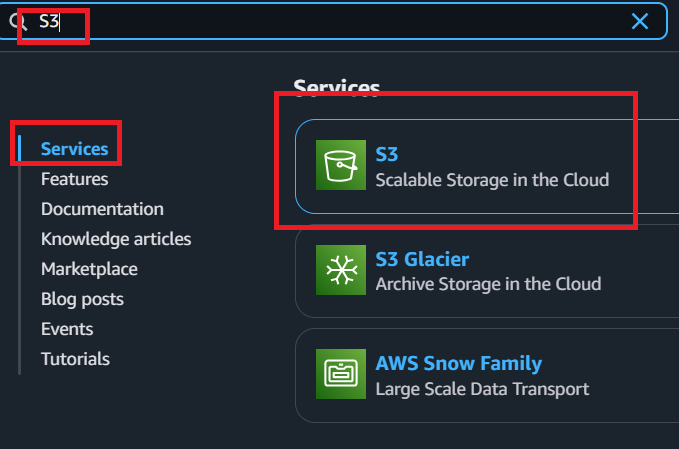 S3
Services
Services
Features
Documentation
Knowledge articles
Marketplace
Blog posts
Events
Tutorials
S3
Scalable Storage in the Cloud
S3 Glacier
Archive Storage in the Cloud
AWS Snow Family
Large Scale Data Transport